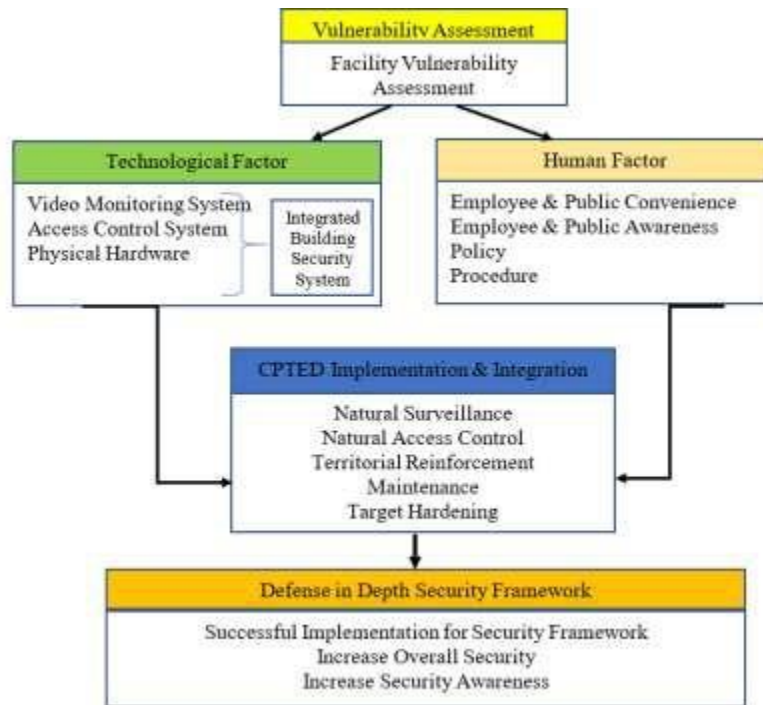 Vulnerability Assessment
Facility Vulnerability
Assessment
Technological Factor
Video Monitoring System
Access Control System
Physical Hardware
Integrated
Building
Security
System
Human Factor
Employee & Public Convenience
Employee & Public Awareness
Policy
Procedure
CPTED Implementation & Integration
Natural Surveillance
Natural Access Control
Territorial Reinforcement
Maintenance
Target Hardening
Defense in Depth Security Framework
Successful Implementation for Security Framework
Increase Overall Security
Increase Security Awareness